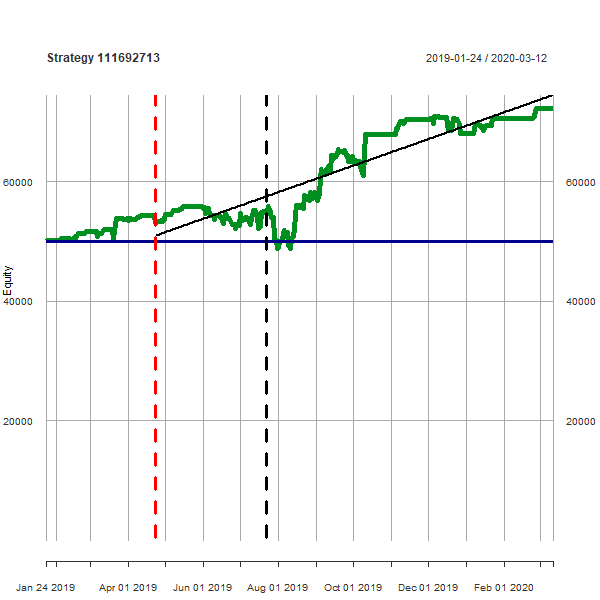 Strategy 111692713
2019-01-24 / 2020-03-12
60000
60000
Equity
40000
40000
20000
20000
Jan 24 2019
Apr 01 2019
Jun 01 2019
Aug 01 2019
Oct 01 2019
Dec 01 2019
Feb 01 2020